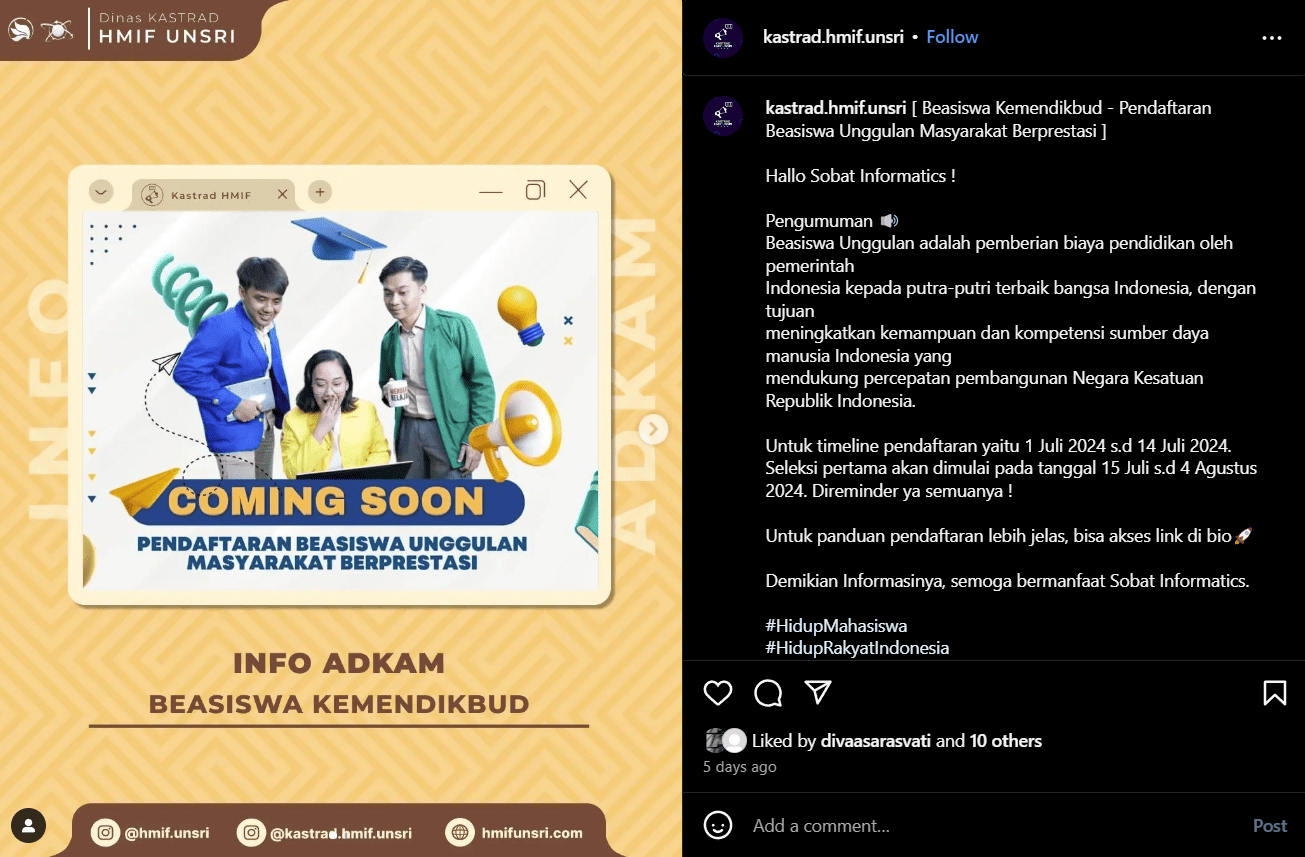 Dinas KASTRAD
HMIF UNSRI
Kastrad HMIF
INFO
ADKAM
COMING SOON
PENDAFTARAN BEASISWA UNGGULAN
MASYARAKAT BERPRESTASI
INFO ADKAM
BEASISWA KEMENDIKBUD
@hmif.unsri
@kastrad.hmif.unsri
hmifunsri.com
kastrad.hmif.unsri • Follow
kastrad.hmif.unsri [ Beasiswa Kemendikbud - Pendaftaran
Beasiswa Unggulan Masyarakat Berprestasi ]
Hallo Sobat Informatics !
Pengumuman 🔊
Beasiswa Unggulan adalah pemberian biaya pendidikan oleh
pemerintah
Indonesia kepada putra-putri terbaik bangsa Indonesia, dengan
tujuan
meningkatkan kemampuan dan kompetensi sumber daya
manusia Indonesia yang
mendukung percepatan pembangunan Negara Kesatuan
Republik Indonesia.
Untuk timeline pendaftaran yaitu 1 Juli 2024 s.d 14 Juli 2024.
Seleksi pertama akan dimulai pada tanggal 15 Juli s.d 4 Agustus
2024. Direminder ya semuanya !
Untuk panduan pendaftaran lebih jelas, bisa akses link di bio🚀
Demikian Informasinya, semoga bermanfaat Sobat Informatics.
#HidupMahasiswa
#HidupRakyatIndonesia
Liked by divaasarasvati and 10 others
5 days ago
Add a comment...
Post